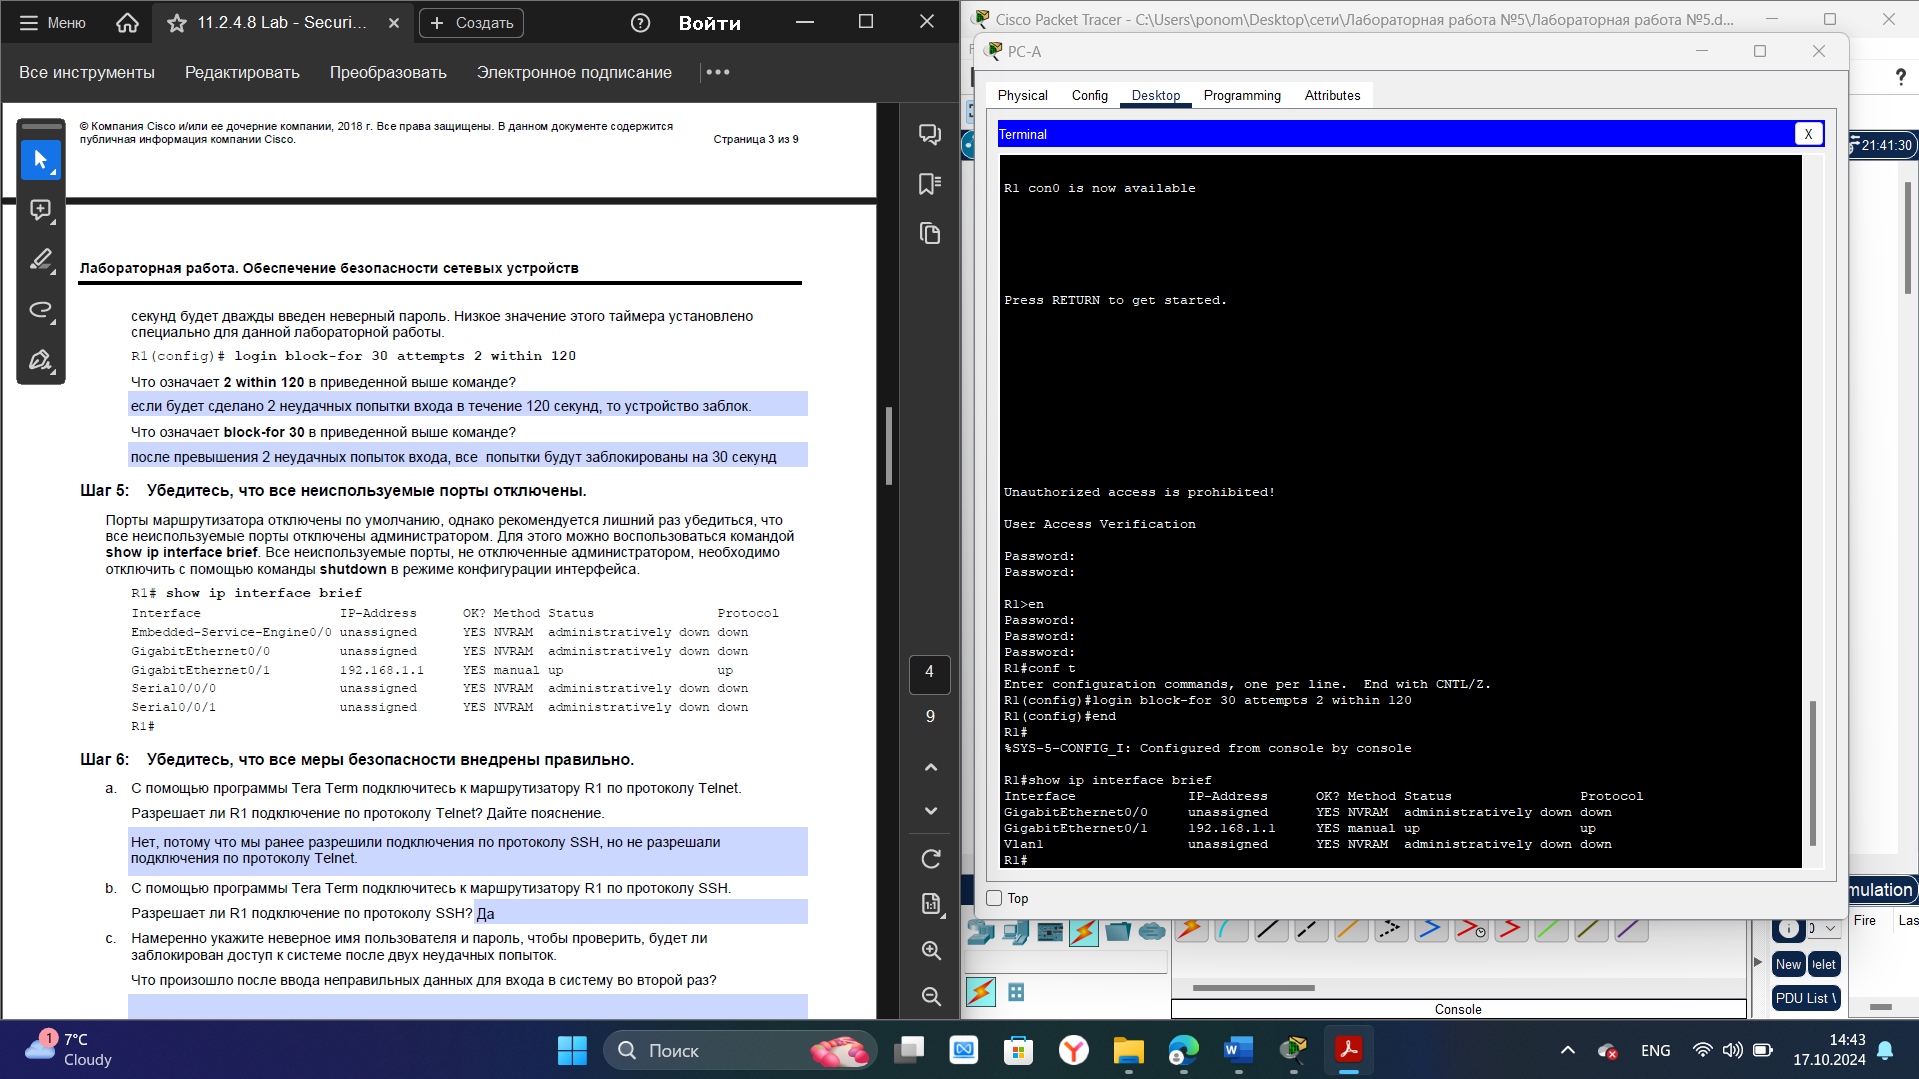 Меню
11.2.4.8 Lab - Securi...
Создать
Войти
Все инструменты
Редактировать
Преобразовать
Электронное подписание
© Компания Cisco и/или ее дочерние компании, 2018 г. Все права защищены. В данном документе содержится
публичная информация компании Cisco.
Страница 3 из 9
Лабораторная работа. Обеспечение безопасности сетевых устройств
секунд будет дважды введен неверный пароль. Низкое значение этого таймера установлено
специально для данной лабораторной работы.
R1(config)# login block-for 30 attempts 2 within 120
Что означает 2 within 120 в приведенной выше команде?
если будет сделано 2 неудачных попытки входа в течение 120 секунд, то устройство заблок.
Что означает block-for 30 в приведенной выше команде?
после превышения 2 неудачных попыток входа, все  попытки будут заблокированы на 30 секунд
Шаг 5: Убедитесь, что все неиспользуемые порты отключены.
Порты маршрутизатора отключены по умолчанию, однако рекомендуется лишний раз убедиться, что
все неиспользуемые порты отключены администратором. Для этого можно воспользоваться командой
show ip interface brief. Все неиспользуемые порты, не отключенные администратором, необходимо
отключить с помощью команды shutdown в режиме конфигурации интерфейса.
R1# show ip interface brief
Interface IP-Address OK? Method Status Protocol
Embedded-Service-Engine0/0 unassigned YES NVRAM administratively down down
GigabitEthernet0/0 unassigned YES NVRAM administratively down down
GigabitEthernet0/1 192.168.1.1 YES manual up up
Serial0/0/0 unassigned YES NVRAM administratively down down
Serial0/0/1 unassigned YES NVRAM administratively down down
R1#
Шаг 6: Убедитесь, что все меры безопасности внедрены правильно.
a. С помощью программы Tera Term подключитесь к маршрутизатору R1 по протоколу Telnet.
Разрешает ли R1 подключение по протоколу Telnet? Дайте пояснение.
Нет, потому что мы ранее разрешили подключения по протоколу SSH, но не разрешали
подключения по протоколу Telnet.
b. С помощью программы Tera Term подключитесь к маршрутизатору R1 по протоколу SSH.
Разрешает ли R1 подключение по протоколу SSH? Да
c. Намеренно укажите неверное имя пользователя и пароль, чтобы проверить, будет ли
заблокирован доступ к системе после двух неудачных попыток.
Что произошло после ввода неправильных данных для входа в систему во второй раз?
4
9
1:1
Cisco Packet Tracer - C:\Users\ponom\Desktop\сети\Лабораторная работа №5\Лабораторная работа №5.d...
PC-A
Physical Config Desktop Programming Attributes
Terminal
X
21:41:30
R1 con0 is now available
Press RETURN to get started.
Unauthorized access is prohibited!
User Access Verification
Password:
Password:
R1>en
Password:
Password:
Password:
R1#conf t
Enter configuration commands, one per line.  End with CNTL/Z.
R1(config)#login block-for 30 attempts 2 within 120
R1(config)#end
R1#
%SYS-5-CONFIG_I: Configured from console by console
R1#show ip interface brief
Interface IP-Address OK? Method Status Protocol
GigabitEthernet0/0 unassigned YES NVRAM administratively down down
GigabitEthernet0/1 192.168.1.1 YES manual up up
Vlan1 unassigned YES NVRAM administratively down down
R1#
Top
mulation
0
Fire Las
New elet
PDU List \
Console
1
7°C
Cloudy
Поиск
ENG
14:43
17.10.2024